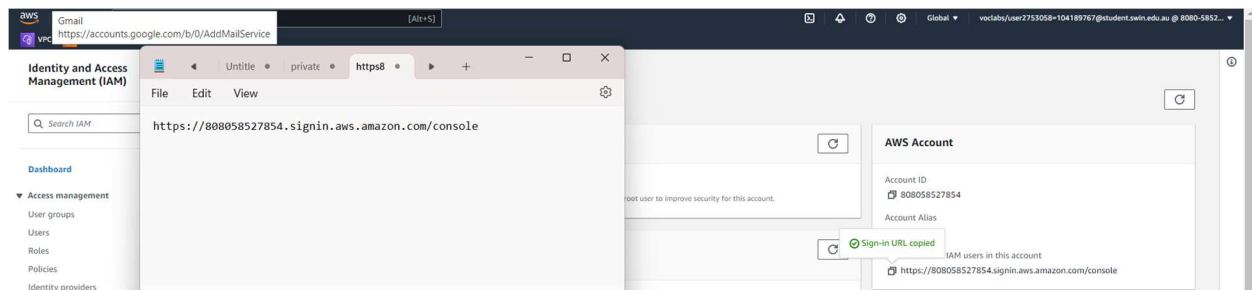 aws
Gmail
https://accounts.google.com/b/0/AddMailService
[Alt+S]
Global
voclabs/user2753058=104189767@student.swin.edu.au @ 8080-5852...
VPC
Identity and Access Management (IAM)
Search IAM
Dashboard
Access management
User groups
Users
Roles
Policies
Identity providers
Untitle
private
https8
File Edit View
https://808058527854.signin.aws.amazon.com/console
root user to improve security for this account.
AWS Account
Account ID
808058527854
Account Alias
Sign-in URL copied
IAM users in this account
https://808058527854.signin.aws.amazon.com/console